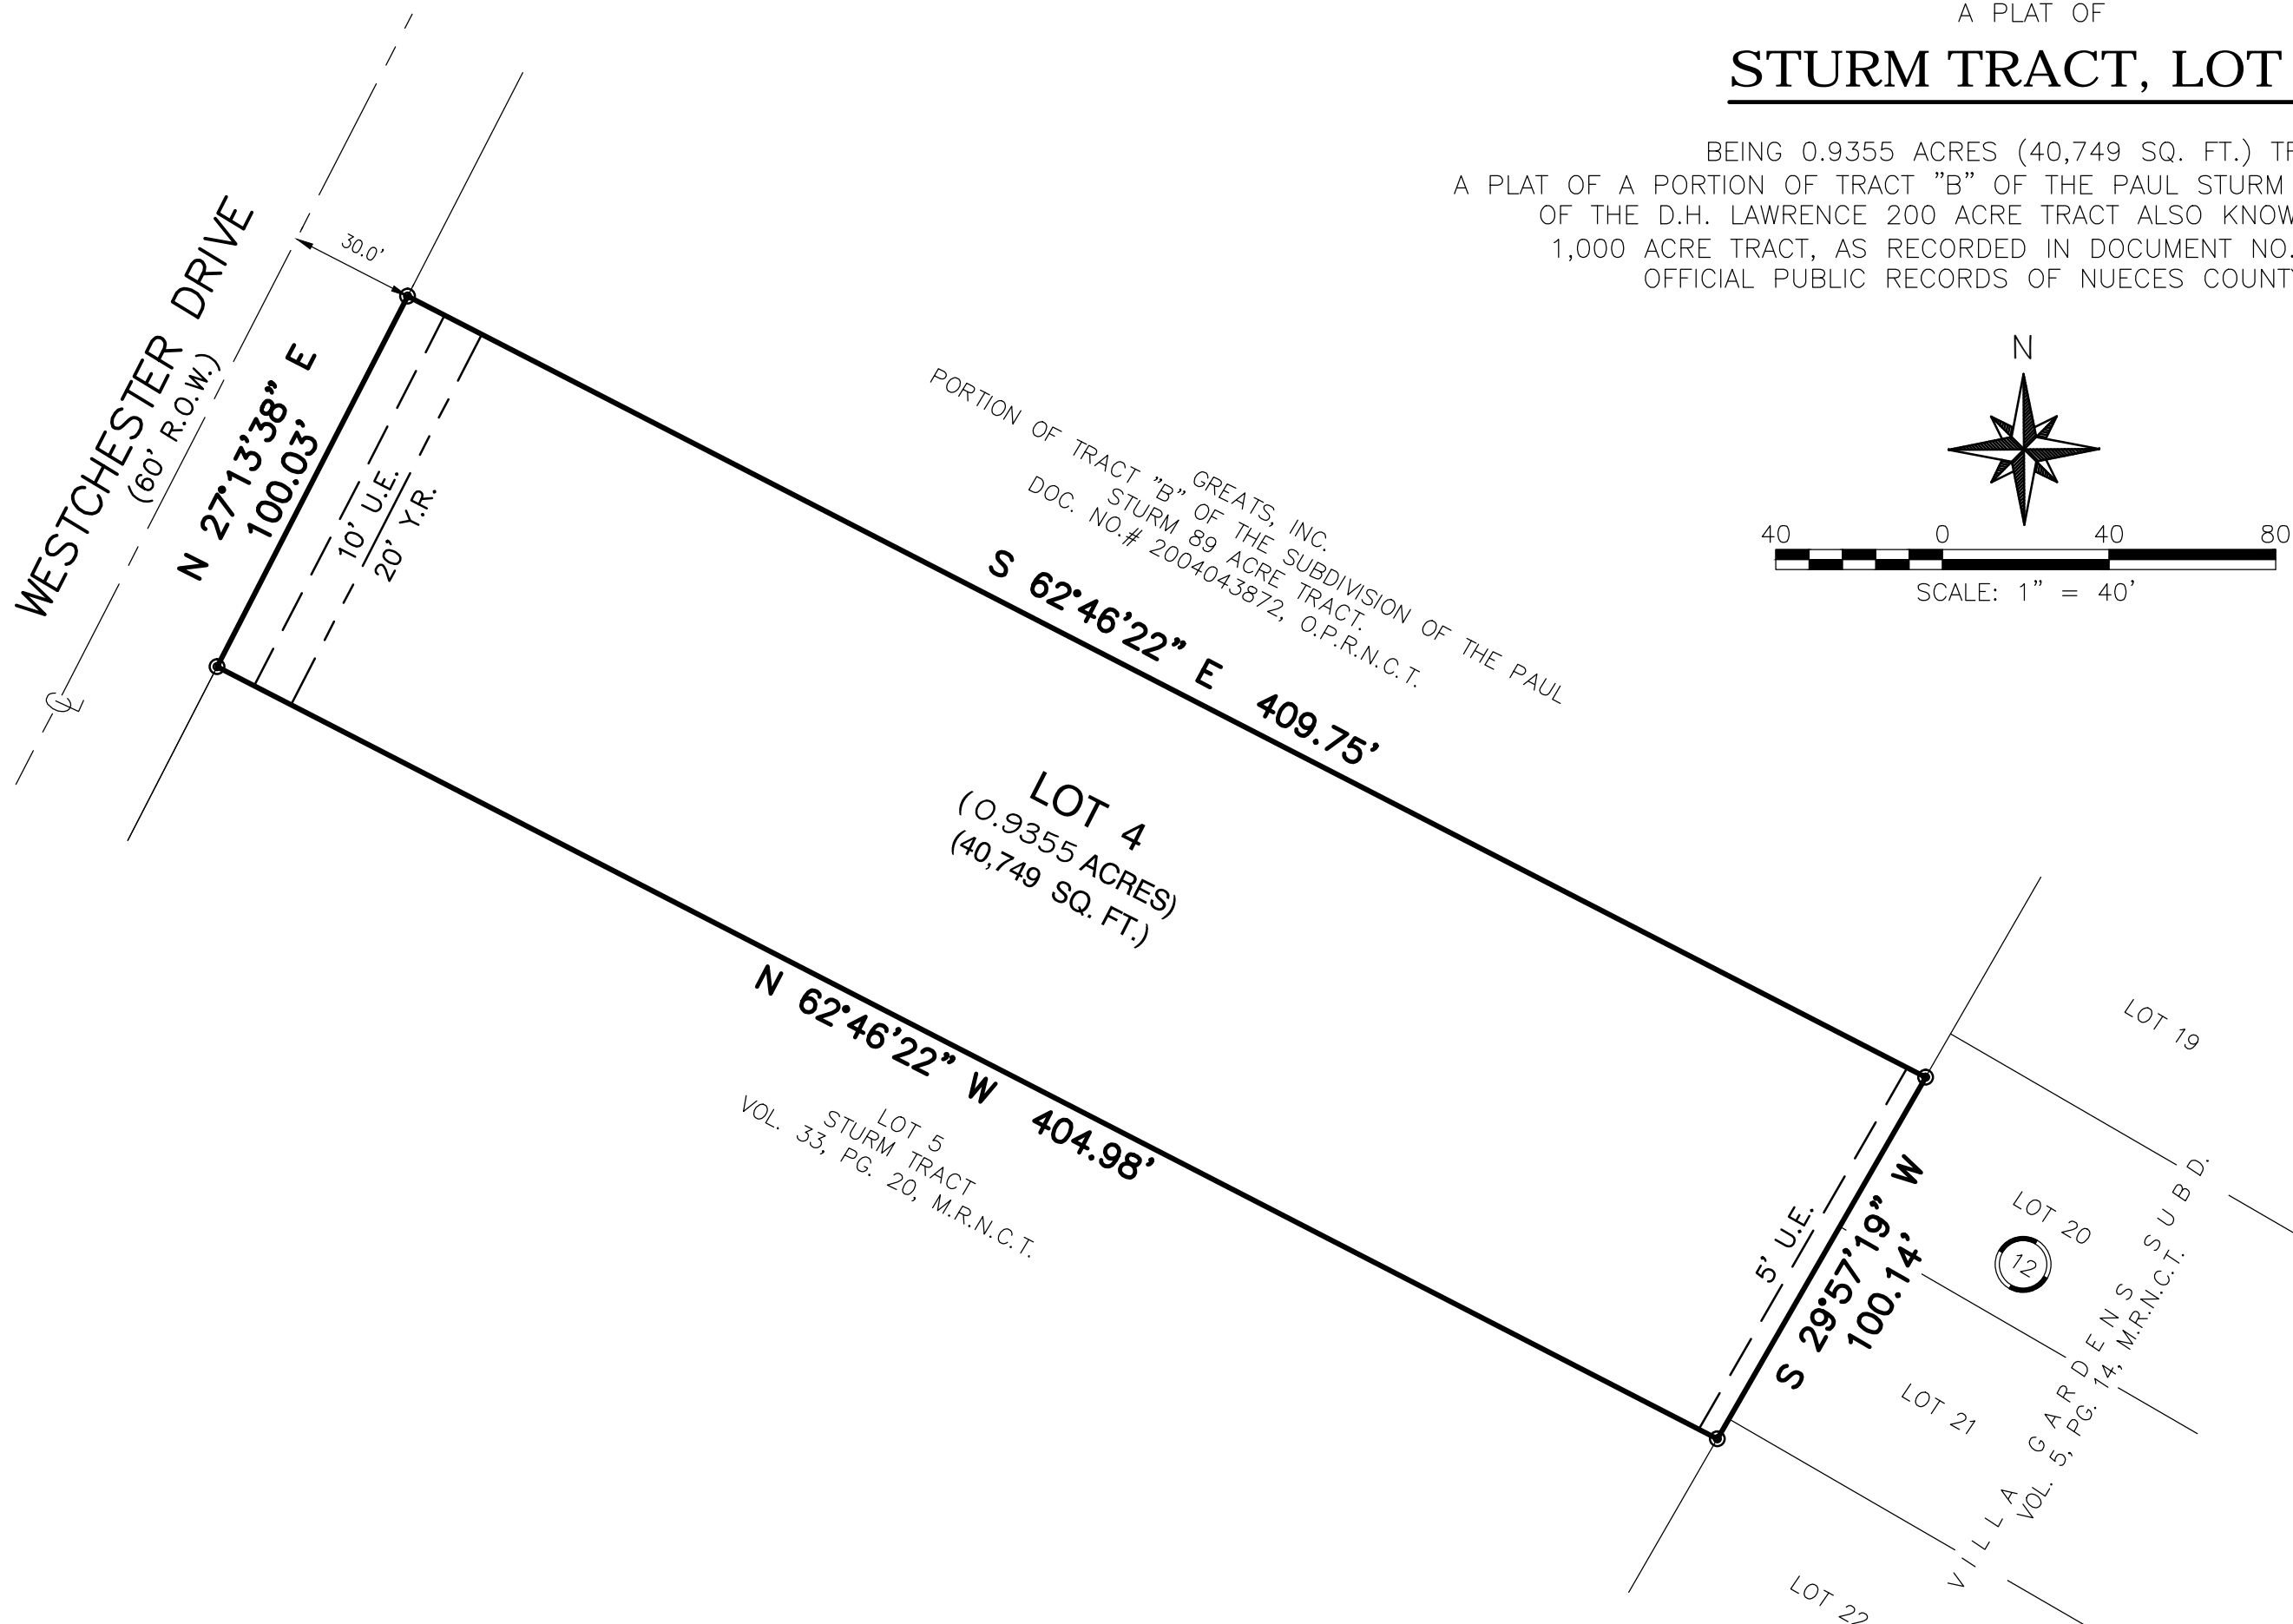 A PLAT OF
STURM TRACT, LOT
BEING 0.9355 ACRES (40,749 SQ. FT.)
A PLAT OF A PORTION OF TRACT "B" OF THE PAUL STURM
OF THE D.H. LAWRENCE 200 ACRE TRACT ALSO
1,000 ACRE TRACT, AS RECORDED IN DOCUMENT NO.
OFFICIAL PUBLIC RECORDS OF NUECES
N
40 0 40 80
SCALE: 1" = 40'
WESTCHESTER DRIVE
(60' R.O.W.)
30.0'
N 27°13'38" E
100.03'
10' U.E.
20' Y.R.
℄
GREATS, INC.
PORTION OF TRACT "B" OF THE SUBDIVISION OF THE PAUL
STURM 89 ACRE TRACT.
DOC. NO.# 2004043872, O.P.R.N.C.T.
S 62°46'22" E 409.75'
LOT 4
(0.9355 ACRES)
(40,749 SQ. FT.)
N 62°46'22" W 404.98'
LOT 5
STURM TRACT
VOL. 33, PG. 20, M.R.N.C.T.
5' U.E.
S 29°57'19" W
100.14'
LOT 19
LOT 20
12
LOT 21
LOT 22
VILLA GARDENS SUBD.
VOL. 5, PG. 14, M.R.N.C.T.